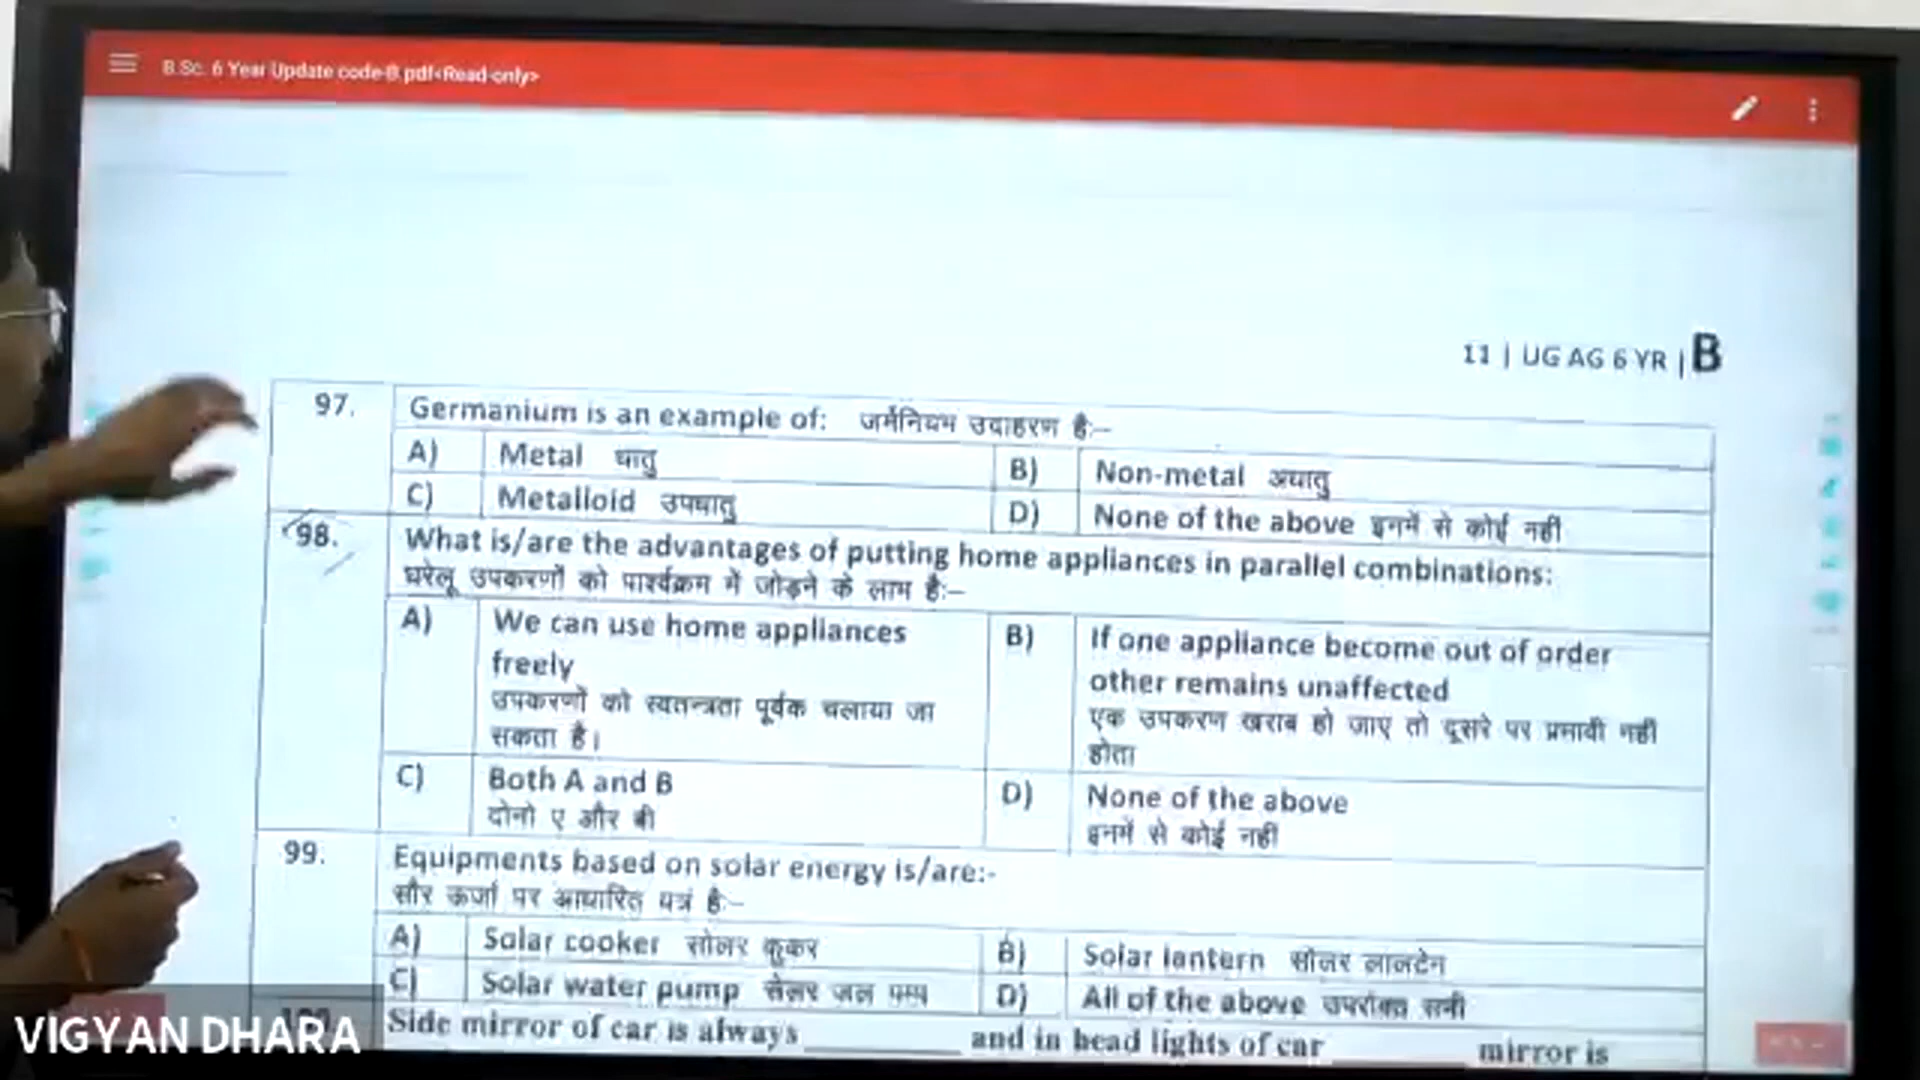 B.Sc. 6 Year Update code-B.pdf<Read-only>
11 | UG AG 6 YR | B
97. Germanium is an example of: जर्मेनियम उदाहरण है:–
A) Metal धातु B) Non-metal अधातु
C) Metalloid उपधातु D) None of the above इनमें से कोई नहीं
98. What is/are the advantages of putting home appliances in parallel combinations:
घरेलू उपकरणों को पार्श्वक्रम में जोड़ने के लाभ है:–
A) We can use home appliances
freely
उपकरणों को स्वतन्त्रता पूर्वक चलाया जा
सकता है।
B) If one appliance become out of order
other remains unaffected
एक उपकरण खराब हो जाए तो दूसरे पर प्रभावी नहीं
होता
C) Both A and B
दोनो ए और बी
D) None of the above
इनमें से कोई नहीं
99. Equipments based on solar energy is/are:-
सौर ऊर्जा पर आधारित यत्रं है:–
A) Solar cooker सोलर कुकर B) Solar lantern सोलर लालटेन
C) Solar water pump सेलर जल पम्प D) All of the above उपरोक्त सभी
100. Side mirror of car is always ________ and in head lights of car ________ mirror is
VIGYAN DHARA